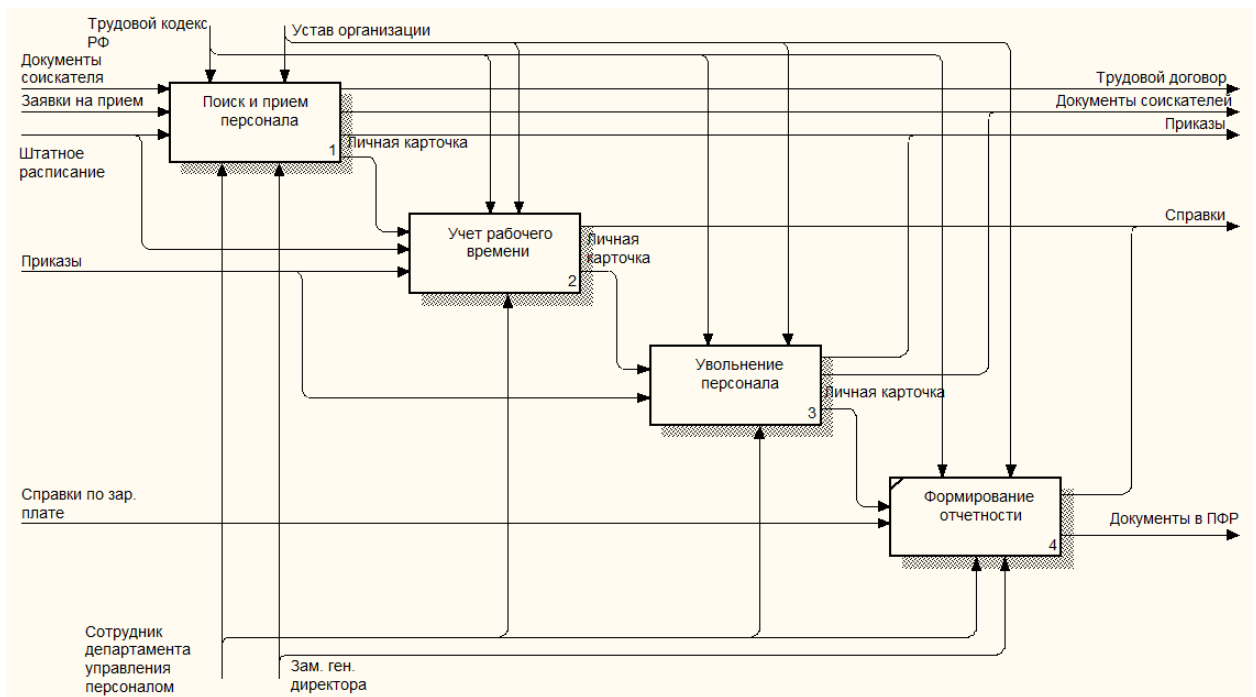 Трудовой кодекс
РФ
Устав организации
Документы
соискателя
Заявки на прием
Штатное
расписание
Поиск и прием
персонала
1
Личная карточка
Трудовой договор
Документы соискателей
Приказы
Приказы
Учет рабочего
времени
2
Личная
карточка
Справки
Увольнение
персонала
3
Личная карточка
Справки по зар.
плате
Формирование
отчетности
4
Документы в ПФР
Сотрудник
департамента
управления
персоналом
Зам. ген.
директора